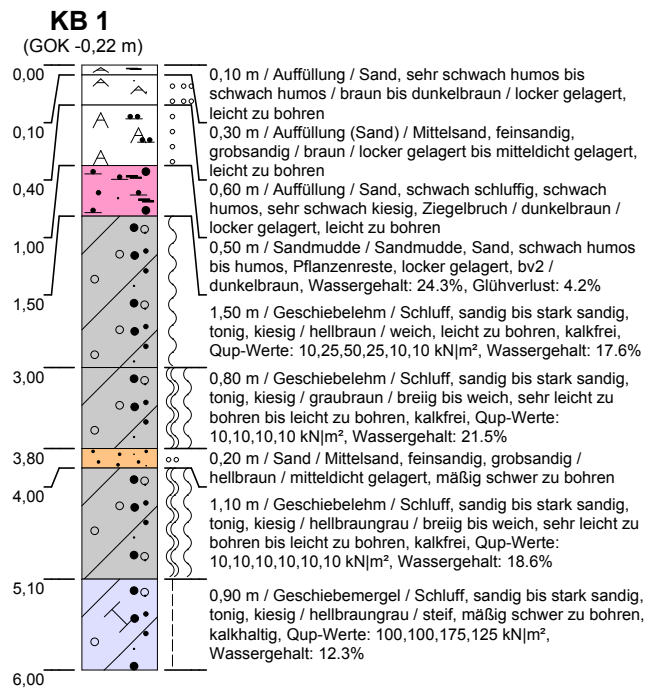 KB 1
(GOK -0,22 m)
0,00
0,10 m / Auffüllung / Sand, sehr schwach humos bis
schwach humos / braun bis dunkelbraun / locker gelagert,
leicht zu bohren
0,10
0,30 m / Auffüllung (Sand) / Mittelsand, feinsandig,
grobsandig / braun / locker gelagert bis mitteldicht gelagert,
leicht zu bohren
0,40
0,60 m / Auffüllung / Sand, schwach schluffig, schwach
humos, sehr schwach kiesig, Ziegelbruch / dunkelbraun /
locker gelagert, leicht zu bohren
1,00
0,50 m / Sandmudde / Sandmudde, Sand, schwach humos
bis humos, Pflanzenreste, locker gelagert, bv2 /
dunkelbraun, Wassergehalt: 24.3%, Glühverlust: 4.2%
1,50
1,50 m / Geschiebelehm / Schluff, sandig bis stark sandig,
tonig, kiesig / hellbraun / weich, leicht zu bohren, kalkfrei,
Qup-Werte: 10,25,50,25,10,10 kN|m², Wassergehalt: 17.6%
3,00
0,80 m / Geschiebelehm / Schluff, sandig bis stark sandig,
tonig, kiesig / graubraun / breiig bis weich, sehr leicht zu
bohren bis leicht zu bohren, kalkfrei, Qup-Werte:
10,10,10,10 kN|m², Wassergehalt: 21.5%
3,80
0,20 m / Sand / Mittelsand, feinsandig, grobsandig /
hellbraun / mitteldicht gelagert, mäßig schwer zu bohren
4,00
1,10 m / Geschiebelehm / Schluff, sandig bis stark sandig,
tonig, kiesig / hellbraungrau / breiig bis weich, sehr leicht zu
bohren bis leicht zu bohren, kalkfrei, Qup-Werte:
10,10,10,10,10,10 kN|m², Wassergehalt: 18.6%
5,10
0,90 m / Geschiebemergel / Schluff, sandig bis stark sandig,
tonig, kiesig / hellbraungrau / steif, mäßig schwer zu bohren,
kalkhaltig, Qup-Werte: 100,100,175,125 kN|m²,
Wassergehalt: 12.3%
6,00